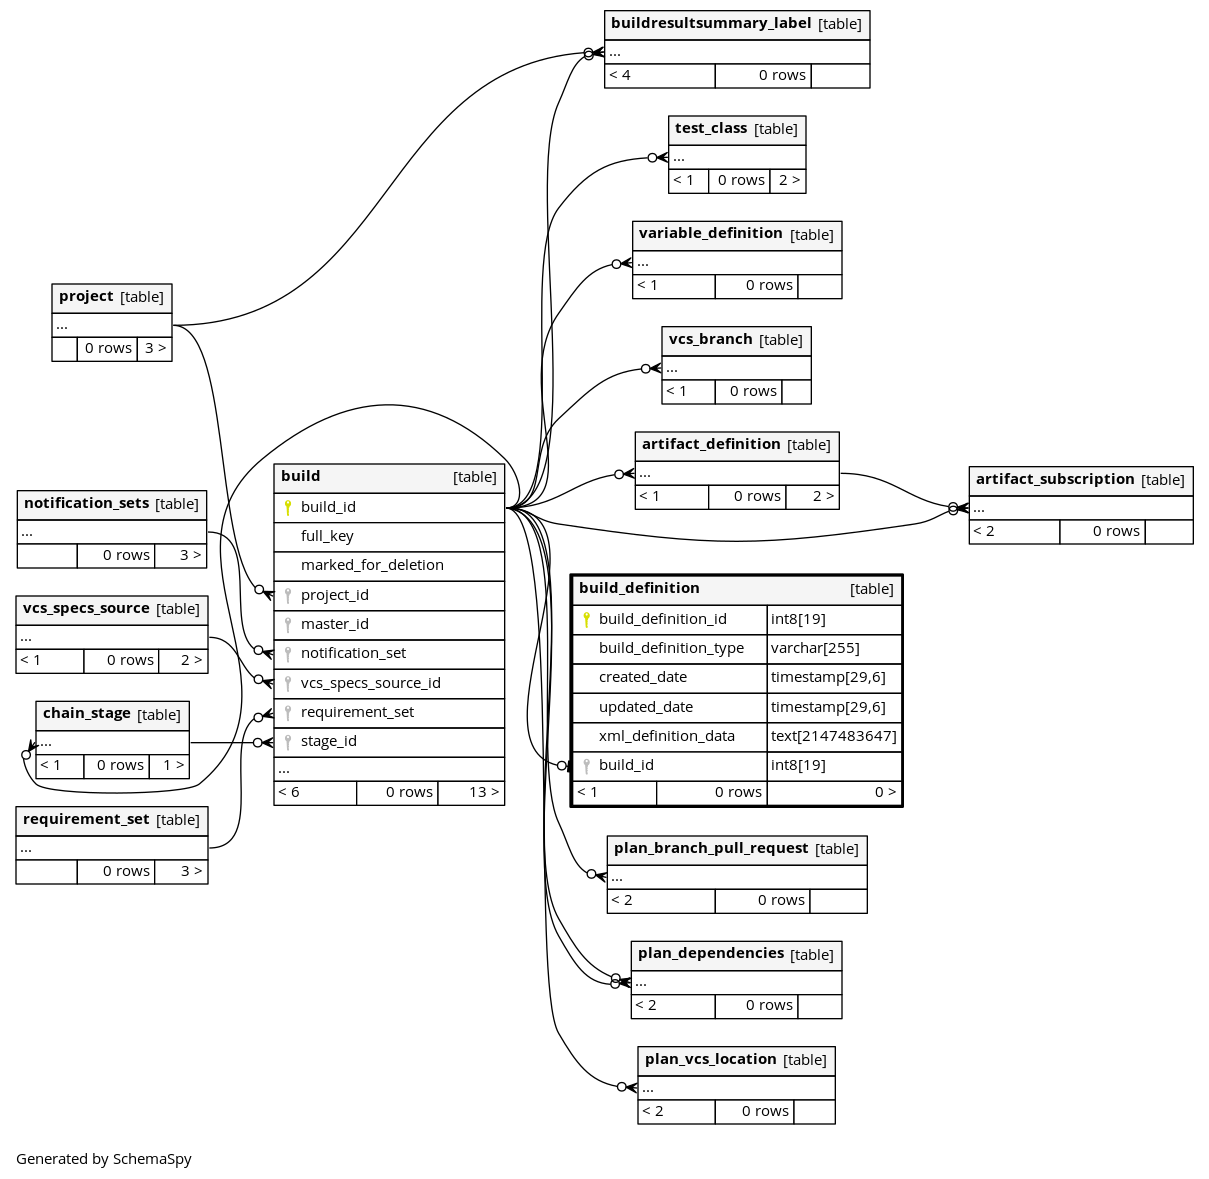 buildresultsummary_label [table]
...
< 4 0 rows
test_class [table]
...
< 1 0 rows 2 >
variable_definition [table]
...
< 1 0 rows
project [table]
...
0 rows 3 >
vcs_branch [table]
...
< 1 0 rows
artifact_definition [table]
...
< 1 0 rows 2 >
artifact_subscription [table]
...
< 2 0 rows
notification_sets [table]
...
0 rows 3 >
vcs_specs_source [table]
...
< 1 0 rows 2 >
chain_stage [table]
...
< 1 0 rows 1 >
requirement_set [table]
...
0 rows 3 >
build [table]
build_id
full_key
marked_for_deletion
project_id
master_id
notification_set
vcs_specs_source_id
requirement_set
stage_id
...
< 6 0 rows 13 >
build_definition [table]
build_definition_id int8[19]
build_definition_type varchar[255]
created_date timestamp[29,6]
updated_date timestamp[29,6]
xml_definition_data text[2147483647]
build_id int8[19]
< 1 0 rows 0 >
plan_branch_pull_request [table]
...
< 2 0 rows
plan_dependencies [table]
...
< 2 0 rows
plan_vcs_location [table]
...
< 2 0 rows
Generated by SchemaSpy